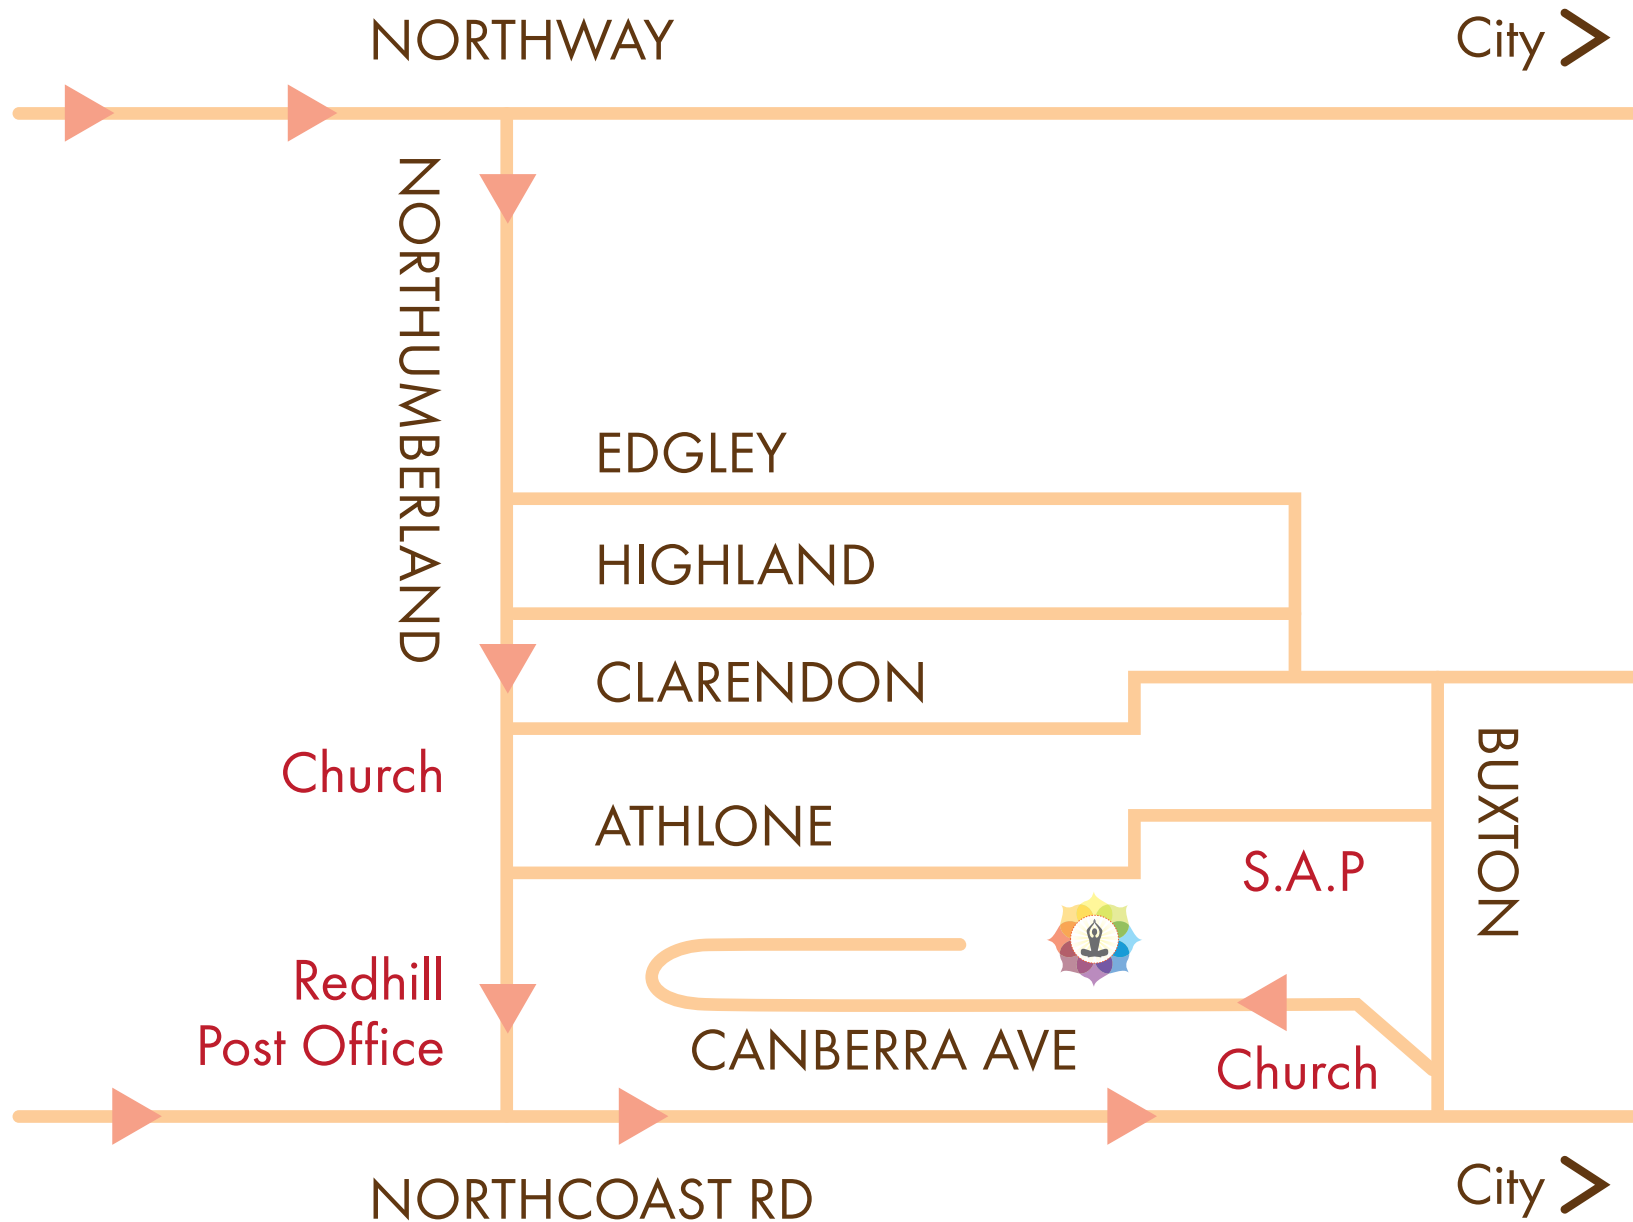 NORTHWAY
City
NORTHUMBERLAND
EDGLEY
HIGHLAND
CLARENDON
BUXTON
Church
ATHLONE
S.A.P
Redhill
Post Office
CANBERRA AVE
Church
NORTHCOAST RD
City